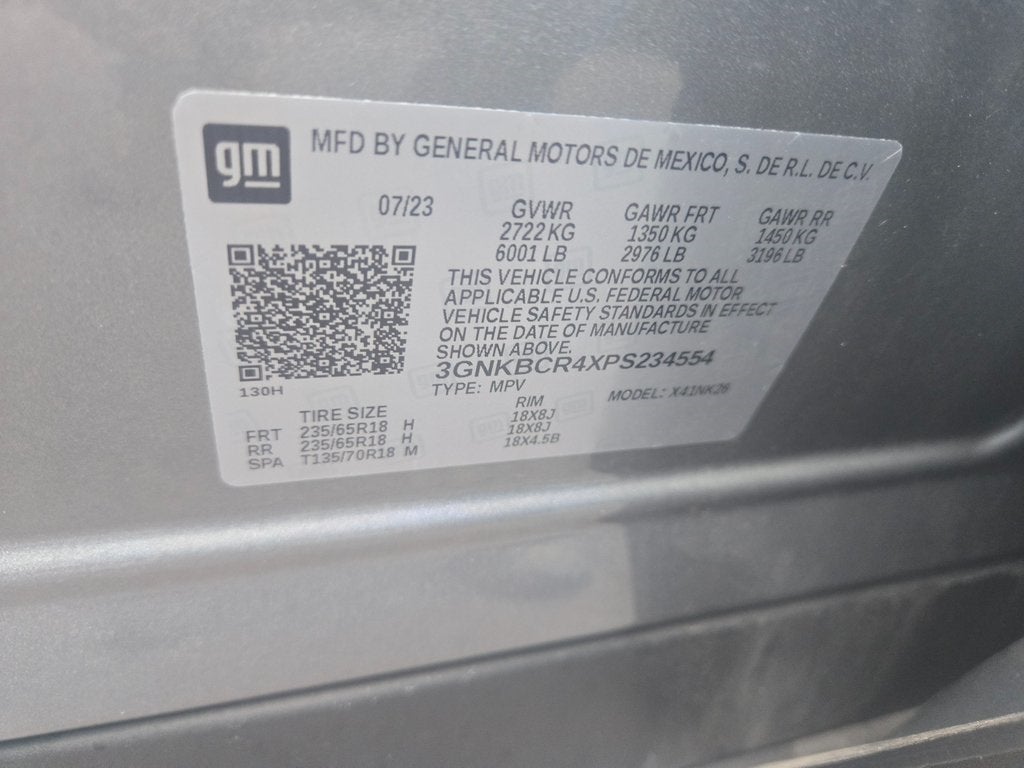 gm
MFD BY GENERAL MOTORS DE MEXICO, S. DE R.L. DE C.V.
07/23 GVWR GAWR FRT GAWR RR
2722 KG 1350 KG 1450 KG
6001 LB 2976 LB 3196 LB
THIS VEHICLE CONFORMS TO ALL
APPLICABLE U.S. FEDERAL MOTOR
VEHICLE SAFETY STANDARDS IN EFFECT
ON THE DATE OF MANUFACTURE
SHOWN ABOVE.
3GNKBCR4XPS234554
130H
TYPE: MPV MODEL: X41NK26
TIRE SIZE RIM
FRT 235/65R18 H 18X8J
RR 235/65R18 H 18X8J
SPA T135/70R18 M 18X4.5B